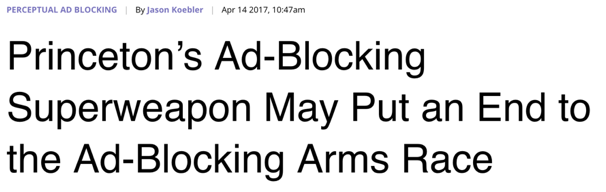 PERCEPTUAL AD BLOCKING | By Jason Koebler | Apr 14 2017, 10:47am
Princeton’s Ad-Blocking
Superweapon May Put an End to
the Ad-Blocking Arms Race